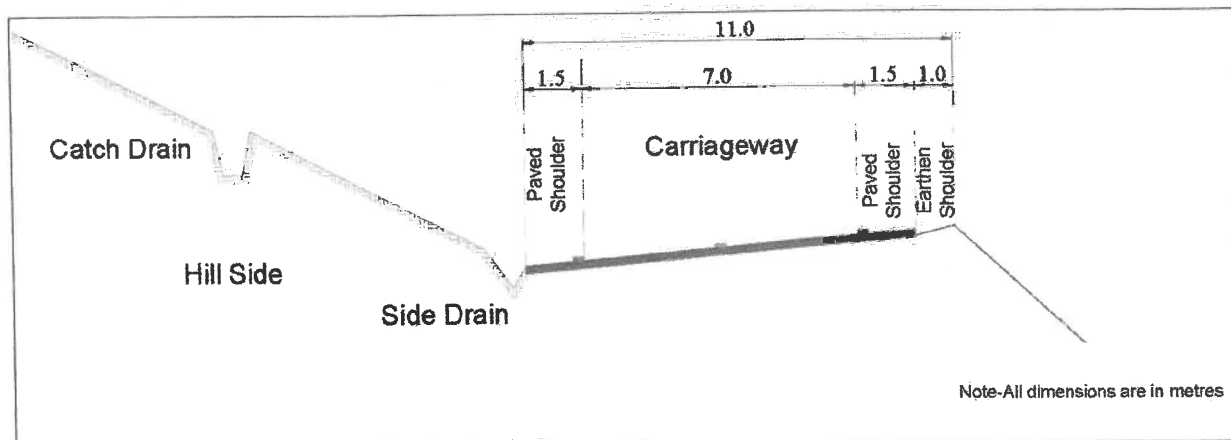 11.0
1.5 7.0 1.5 1.0
Catch Drain
Paved
Shoulder
Carriageway
Paved
Shoulder
Earthen
Shoulder
Hill Side
Side Drain
Note-All dimensions are in metres